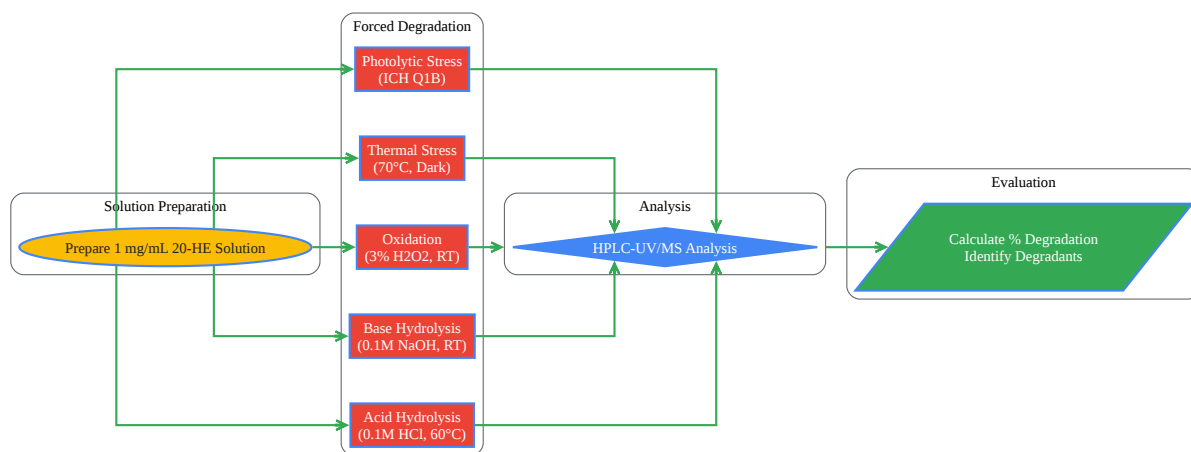 Forced Degradation
Photolytic Stress
(ICH Q1B)
Thermal Stress
(70°C, Dark)
Solution Preparation
Prepare 1 mg/mL 20-HE Solution
Oxidation
(3% H2O2, RT)
Base Hydrolysis
(0.1M NaOH, RT)
Acid Hydrolysis
(0.1M HCl, 60°C)
Analysis
HPLC-UV/MS Analysis
Evaluation
Calculate % Degradation
Identify Degradants